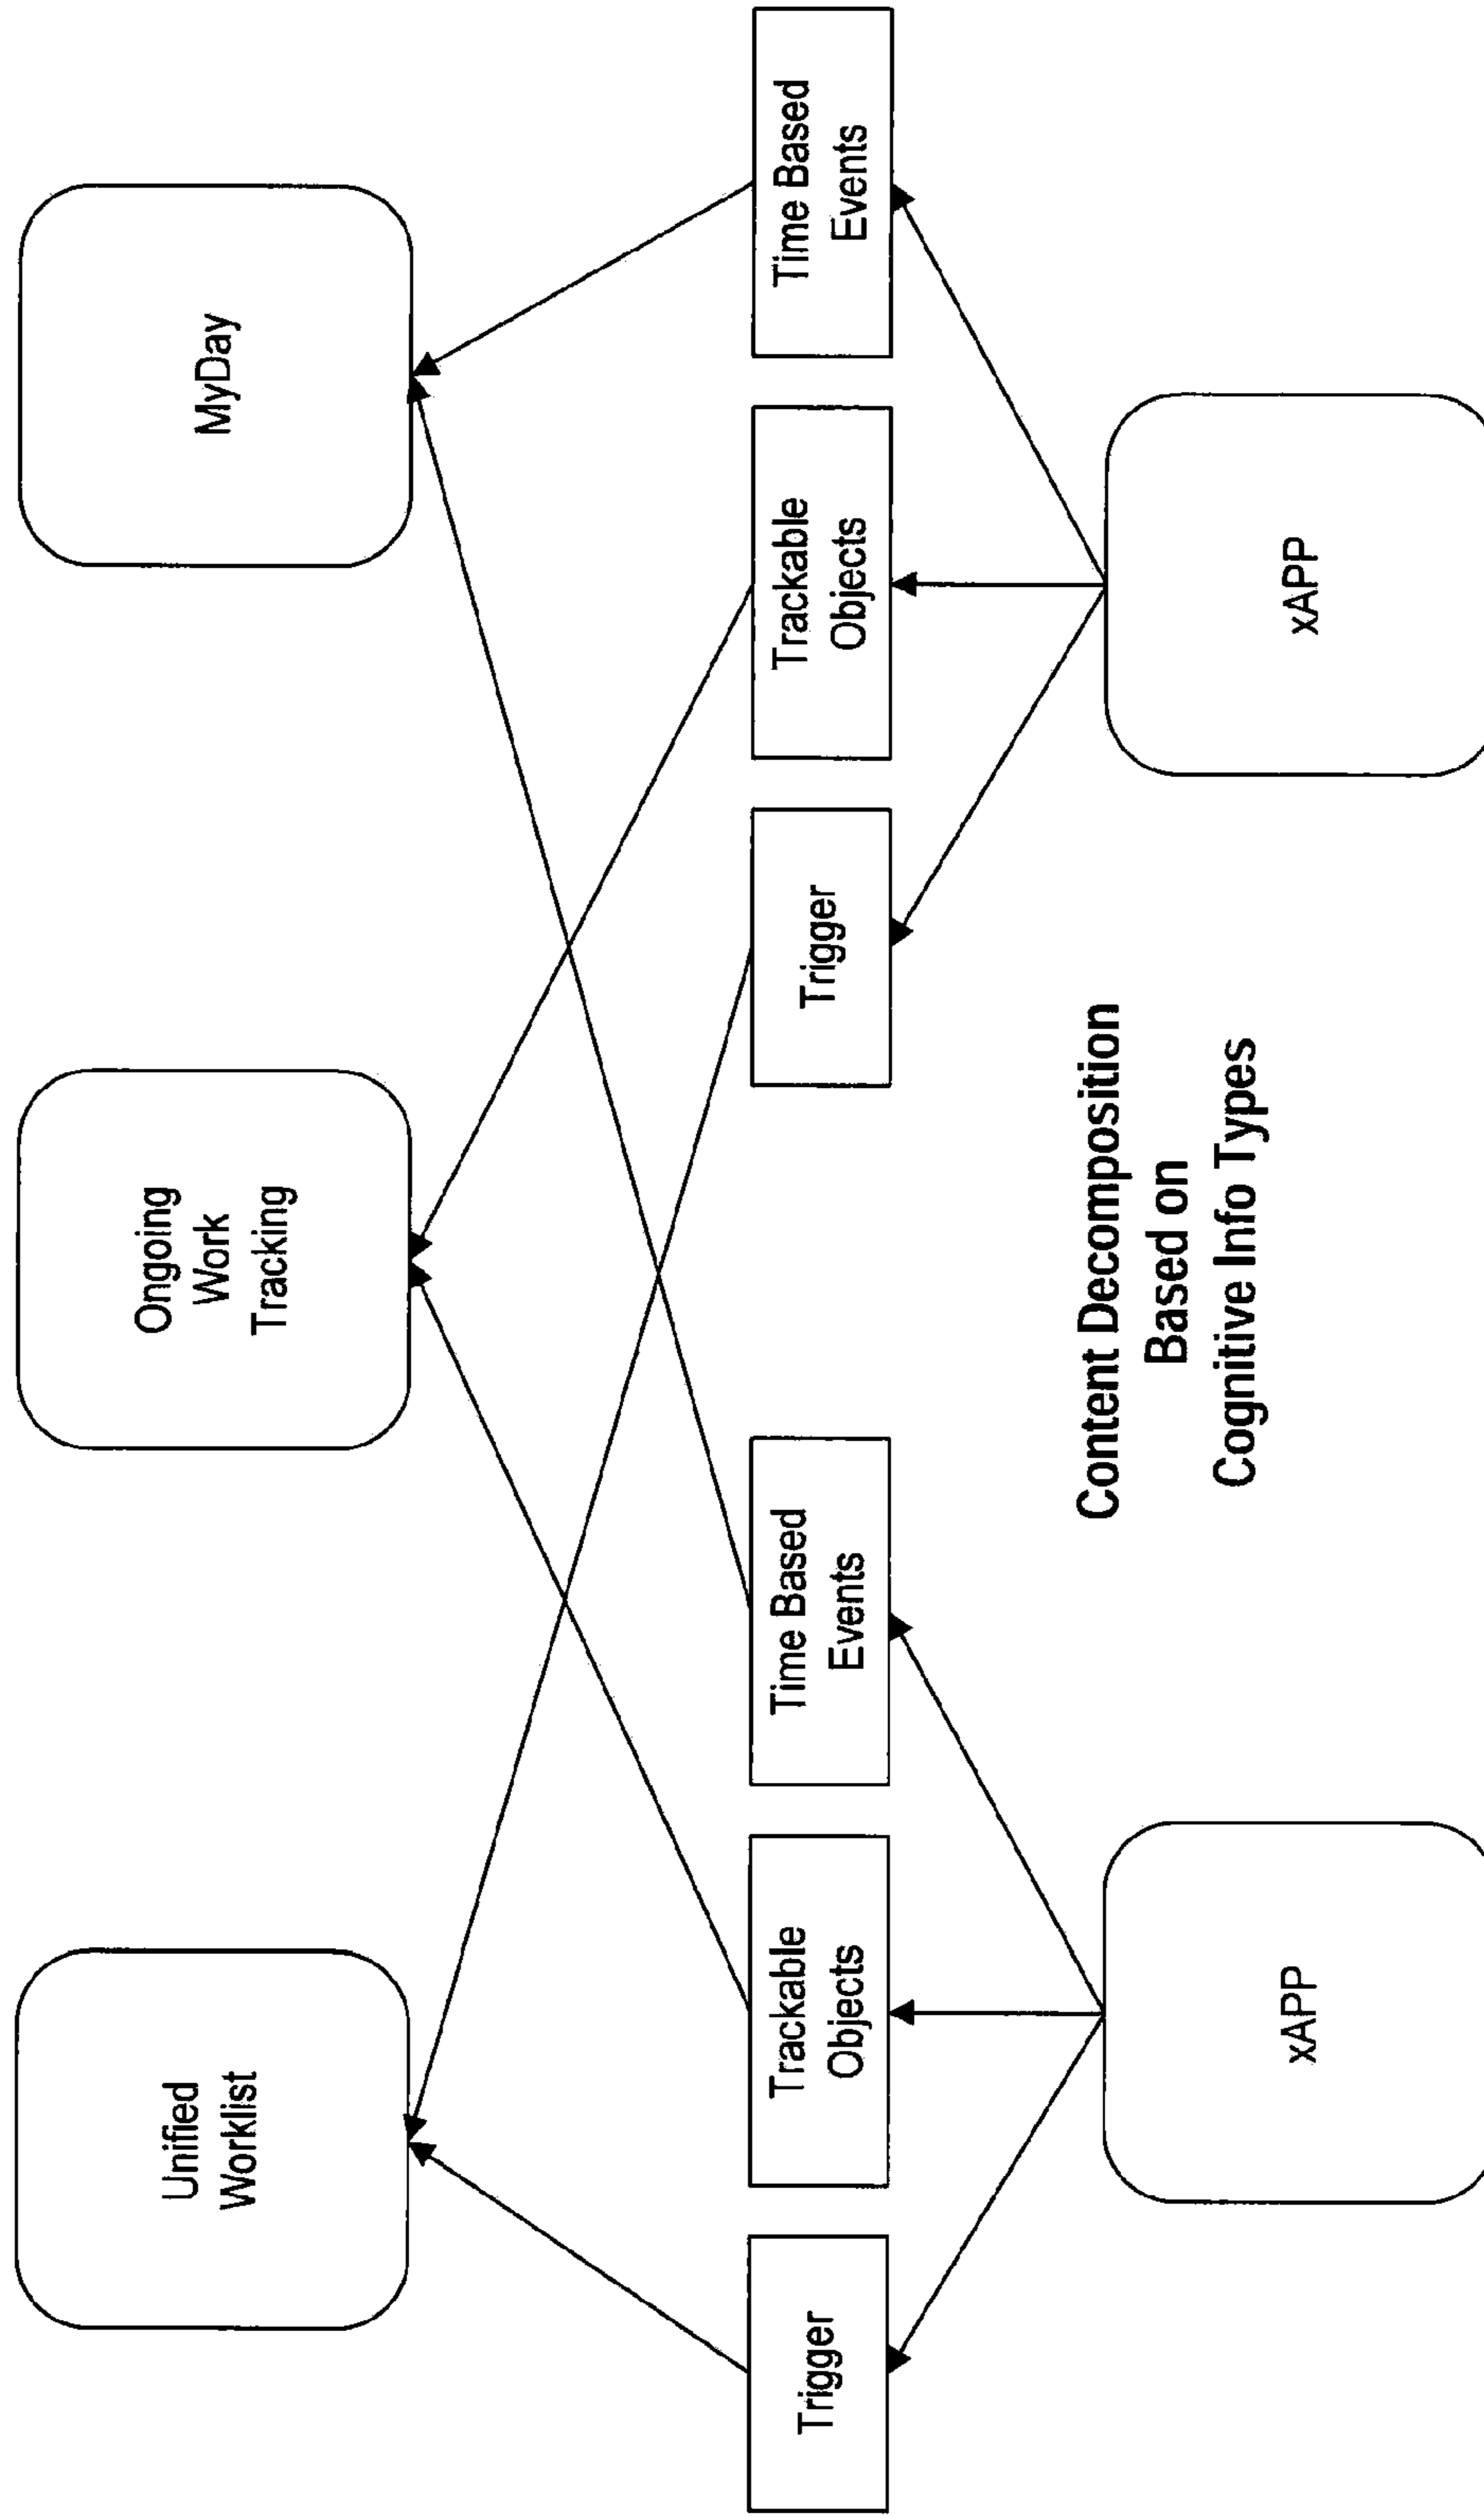 Unified
Worklist
Ongoing
Work
Tracking
MyDay
Trigger
Trackable
Objects
Time Based
Events
Trigger
Trackable
Objects
Time Based
Events
xAPP
Content Decomposition
Based on
Cognitive Info Types
xAPP